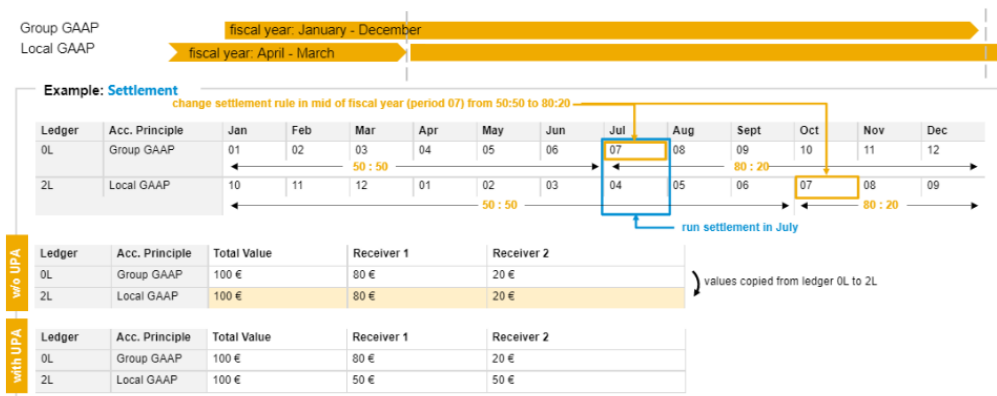 Group GAAP
fiscal year: January - December
Local GAAP
fiscal year: April - March
Example: Settlement
change settlement rule in mid of fiscal year (period 07) from 50:50 to 80:20
Ledger Acc. Principle Jan Feb Mar Apr May Jun Jul Aug Sept Oct Nov Dec
0L Group GAAP 01 02 03 04 05 06 07 08 09 10 11 12
50 : 50 80 : 20
2L Local GAAP 10 11 12 01 02 03 04 05 06 07 08 09
50 : 50 80 : 20
run settlement in July
w/o UPA
Ledger Acc. Principle Total Value Receiver 1 Receiver 2
0L Group GAAP 100 € 80 € 20 €
2L Local GAAP 100 € 80 € 20 €
values copied from ledger 0L to 2L
with UPA
Ledger Acc. Principle Total Value Receiver 1 Receiver 2
0L Group GAAP 100 € 80 € 20 €
2L Local GAAP 100 € 50 € 50 €